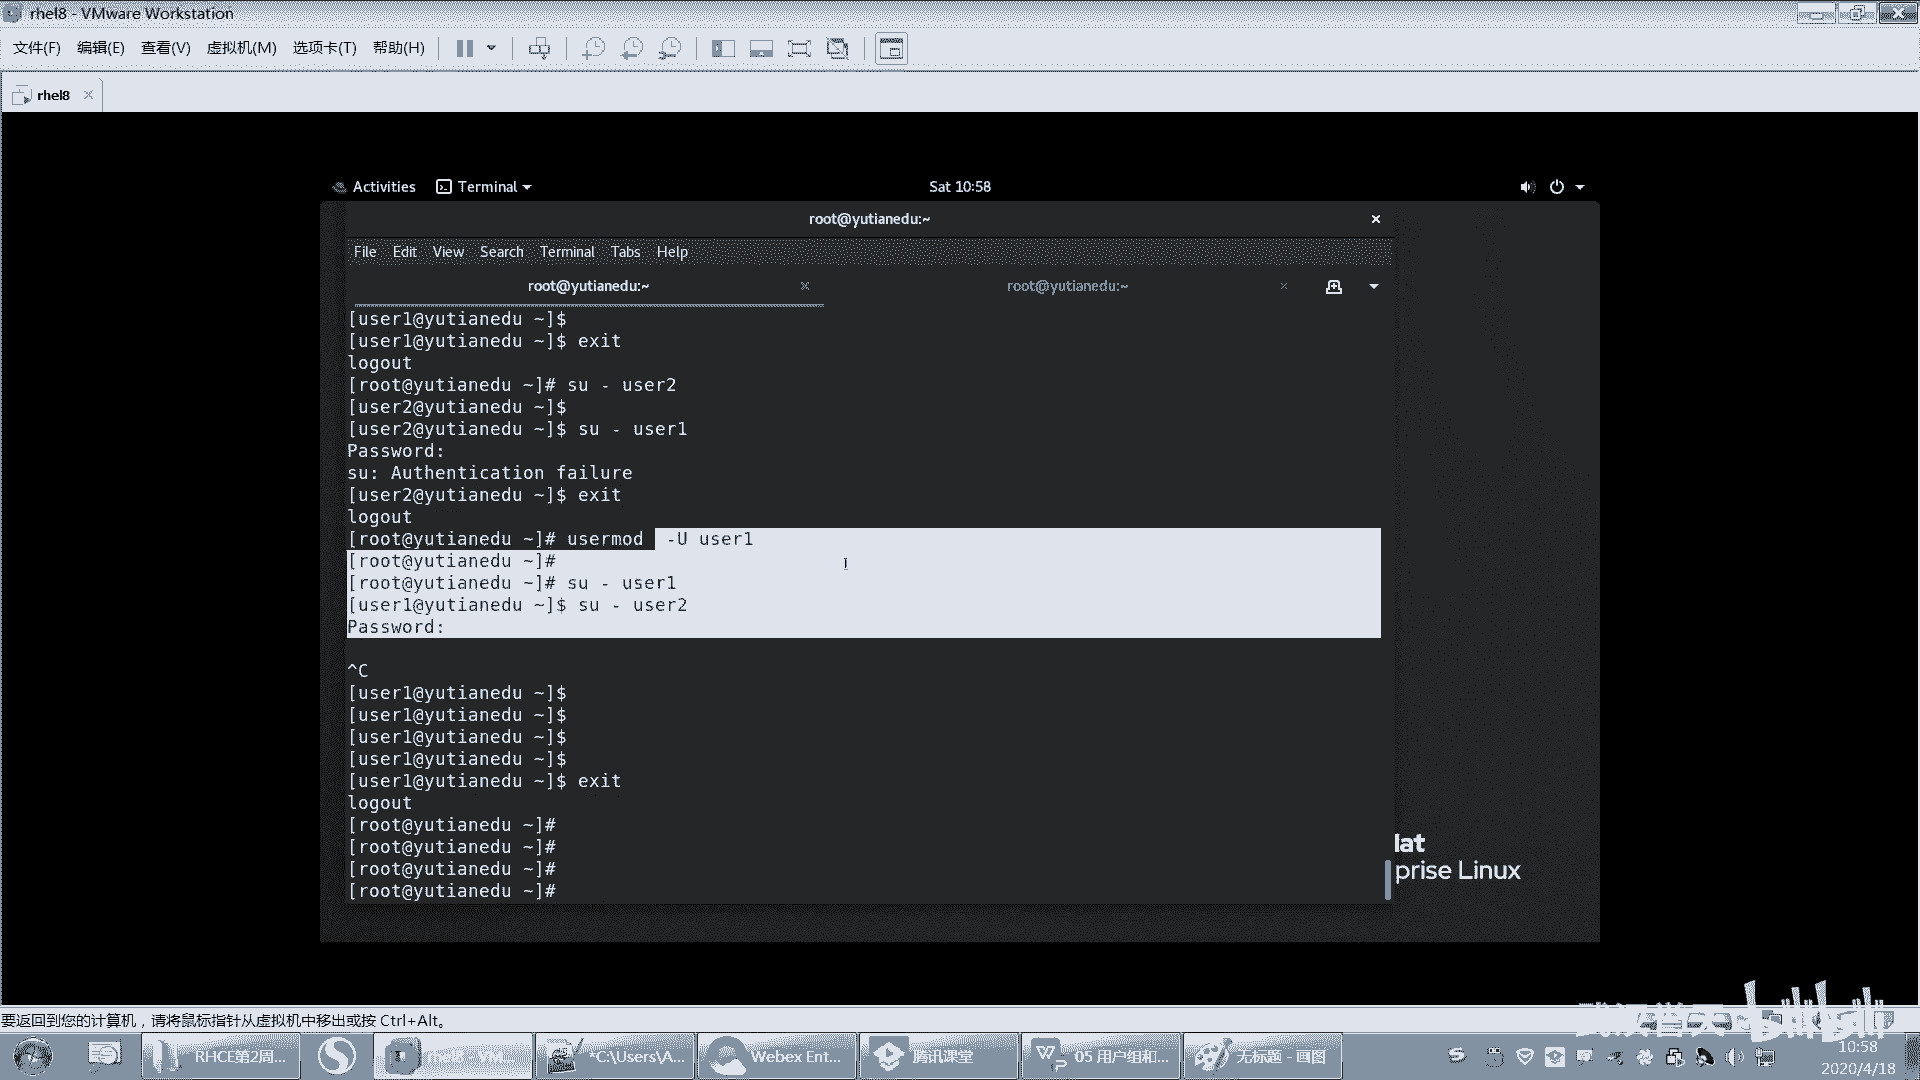 rhel8 - VMware Workstation
文件(F) 编辑(E) 查看(V) 虚拟机(M) 选项卡(T) 帮助(H)
rhel8
Activities Terminal Sat 10:58
root@yutianedu:~
File Edit View Search Terminal Tabs Help
root@yutianedu:~ root@yutianedu:~
[user1@yutianedu ~]$
[user1@yutianedu ~]$ exit
logout
[root@yutianedu ~]# su - user2
[user2@yutianedu ~]$
[user2@yutianedu ~]$ su - user1
Password:
su: Authentication failure
[user2@yutianedu ~]$ exit
logout
[root@yutianedu ~]# usermod  -U user1
[root@yutianedu ~]#
[root@yutianedu ~]# su - user1
[user1@yutianedu ~]$ su - user2
Password:
^C
[user1@yutianedu ~]$
[user1@yutianedu ~]$
[user1@yutianedu ~]$
[user1@yutianedu ~]$
[user1@yutianedu ~]$ exit
logout
[root@yutianedu ~]#
[root@yutianedu ~]#
[root@yutianedu ~]#
[root@yutianedu ~]#
lat
prise Linux
要返回到您的计算机，请将鼠标指针从虚拟机中移出或按 Ctrl+Alt。
bilibili
RHCE第2周... rhel8 - VM... *C:\Users\A... Webex Ent... 腾讯课堂 05 用户组和... 无标题 - 画图
10:58
2020/4/18